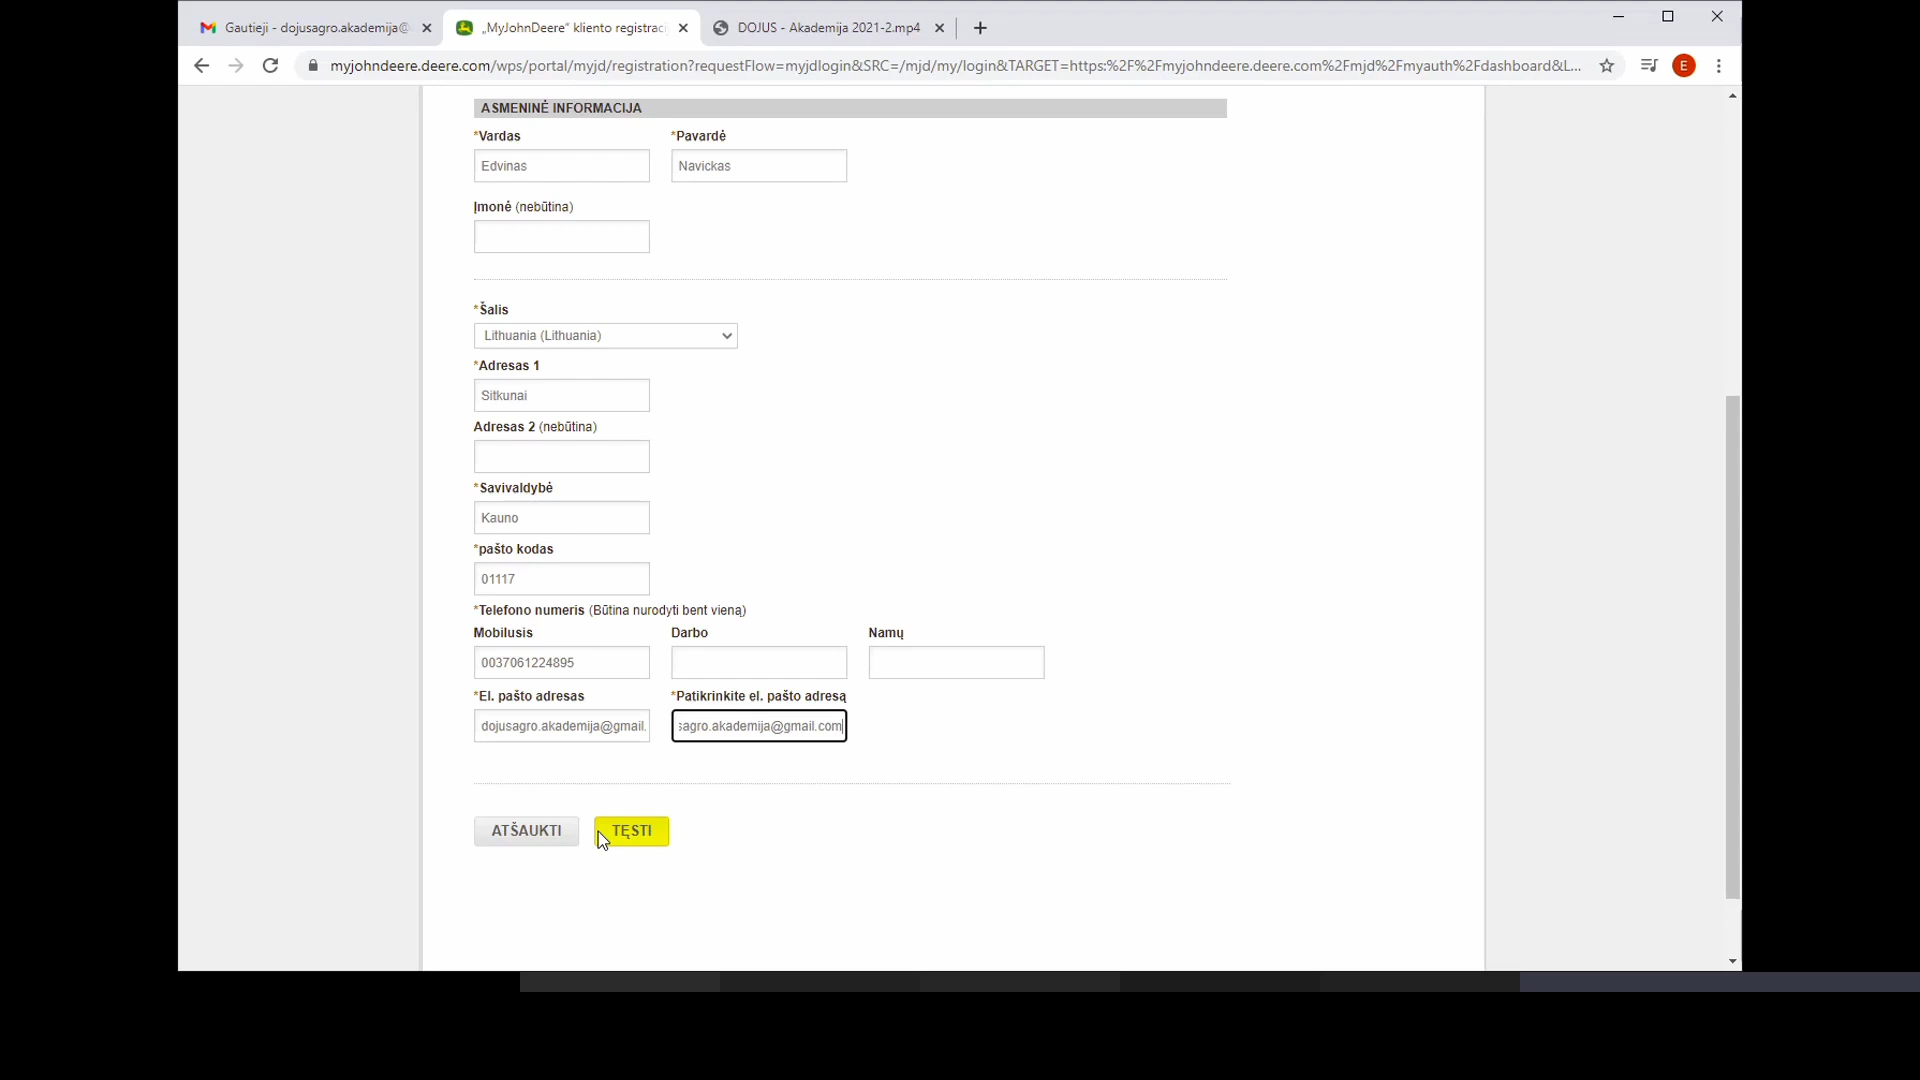 Gautieji - dojusagro.akademija@
„MyJohnDeere“ kliento registraci
DOJUS - Akademija 2021-2.mp4
myjohndeere.deere.com/wps/portal/myjd/registration?requestFlow=myjdlogin&SRC=/mjd/my/login&TARGET=https:%2F%2Fmyjohndeere.deere.com%2Fmjd%2Fmyauth%2Fdashboard&L...
E
ASMENINĖ INFORMACIJA
*Vardas *Pavardė
Edvinas Navickas
Įmonė (nebūtina)
*Šalis
Lithuania (Lithuania)
*Adresas 1
Sitkunai
Adresas 2 (nebūtina)
*Savivaldybė
Kauno
*pašto kodas
01117
*Telefono numeris (Būtina nurodyti bent vieną)
Mobilusis Darbo Namų
0037061224895
*El. pašto adresas *Patikrinkite el. pašto adresą
dojusagro.akademija@gmail. sagro.akademija@gmail.com
ATŠAUKTI TĘSTI